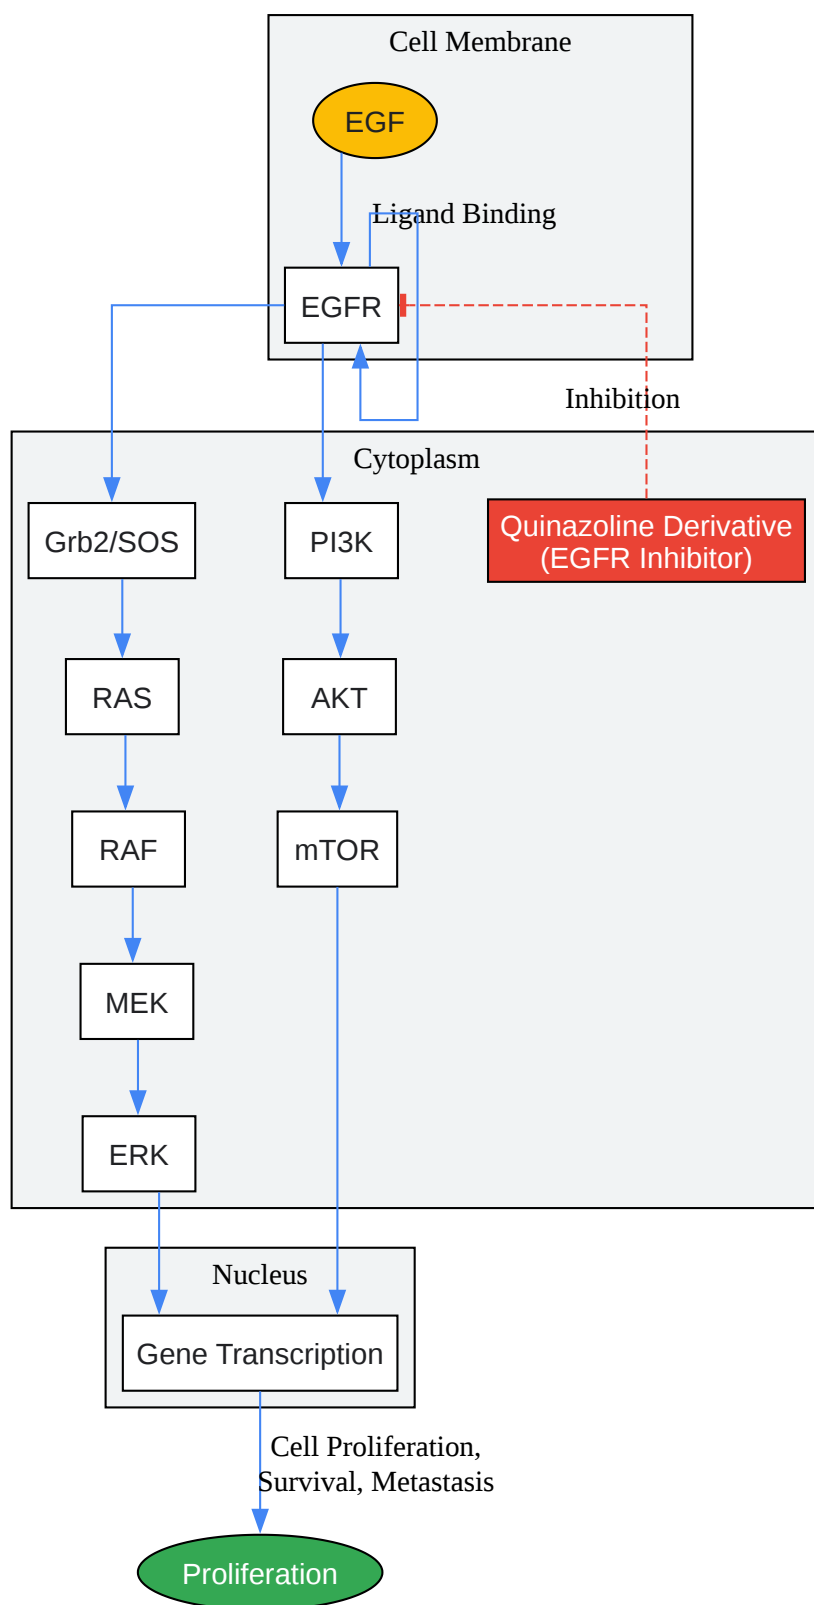 Cell Membrane
EGF
Ligand Binding
EGFR
Inhibition
Cytoplasm
Grb2/SOS
PI3K
Quinazoline Derivative
(EGFR Inhibitor)
RAS
AKT
RAF
mTOR
MEK
ERK
Nucleus
Gene Transcription
Cell Proliferation,
Survival, Metastasis
Proliferation